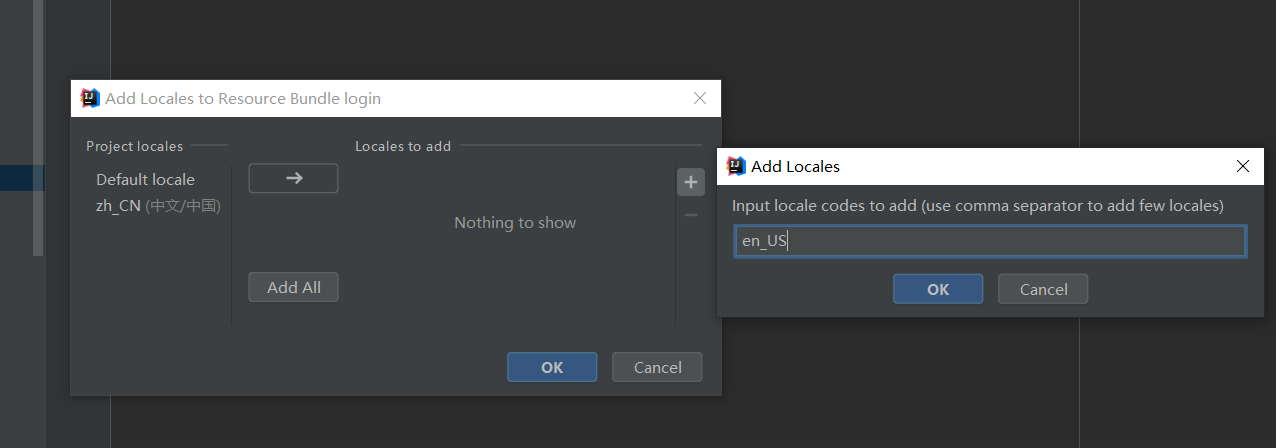 Add Locales to Resource Bundle login
Project locales
Locales to add
Default locale
zh_CN (中文/中国)
Nothing to show
Add All
OK
Cancel
Add Locales
Input locale codes to add (use comma separator to add few locales)
en_US
OK
Cancel